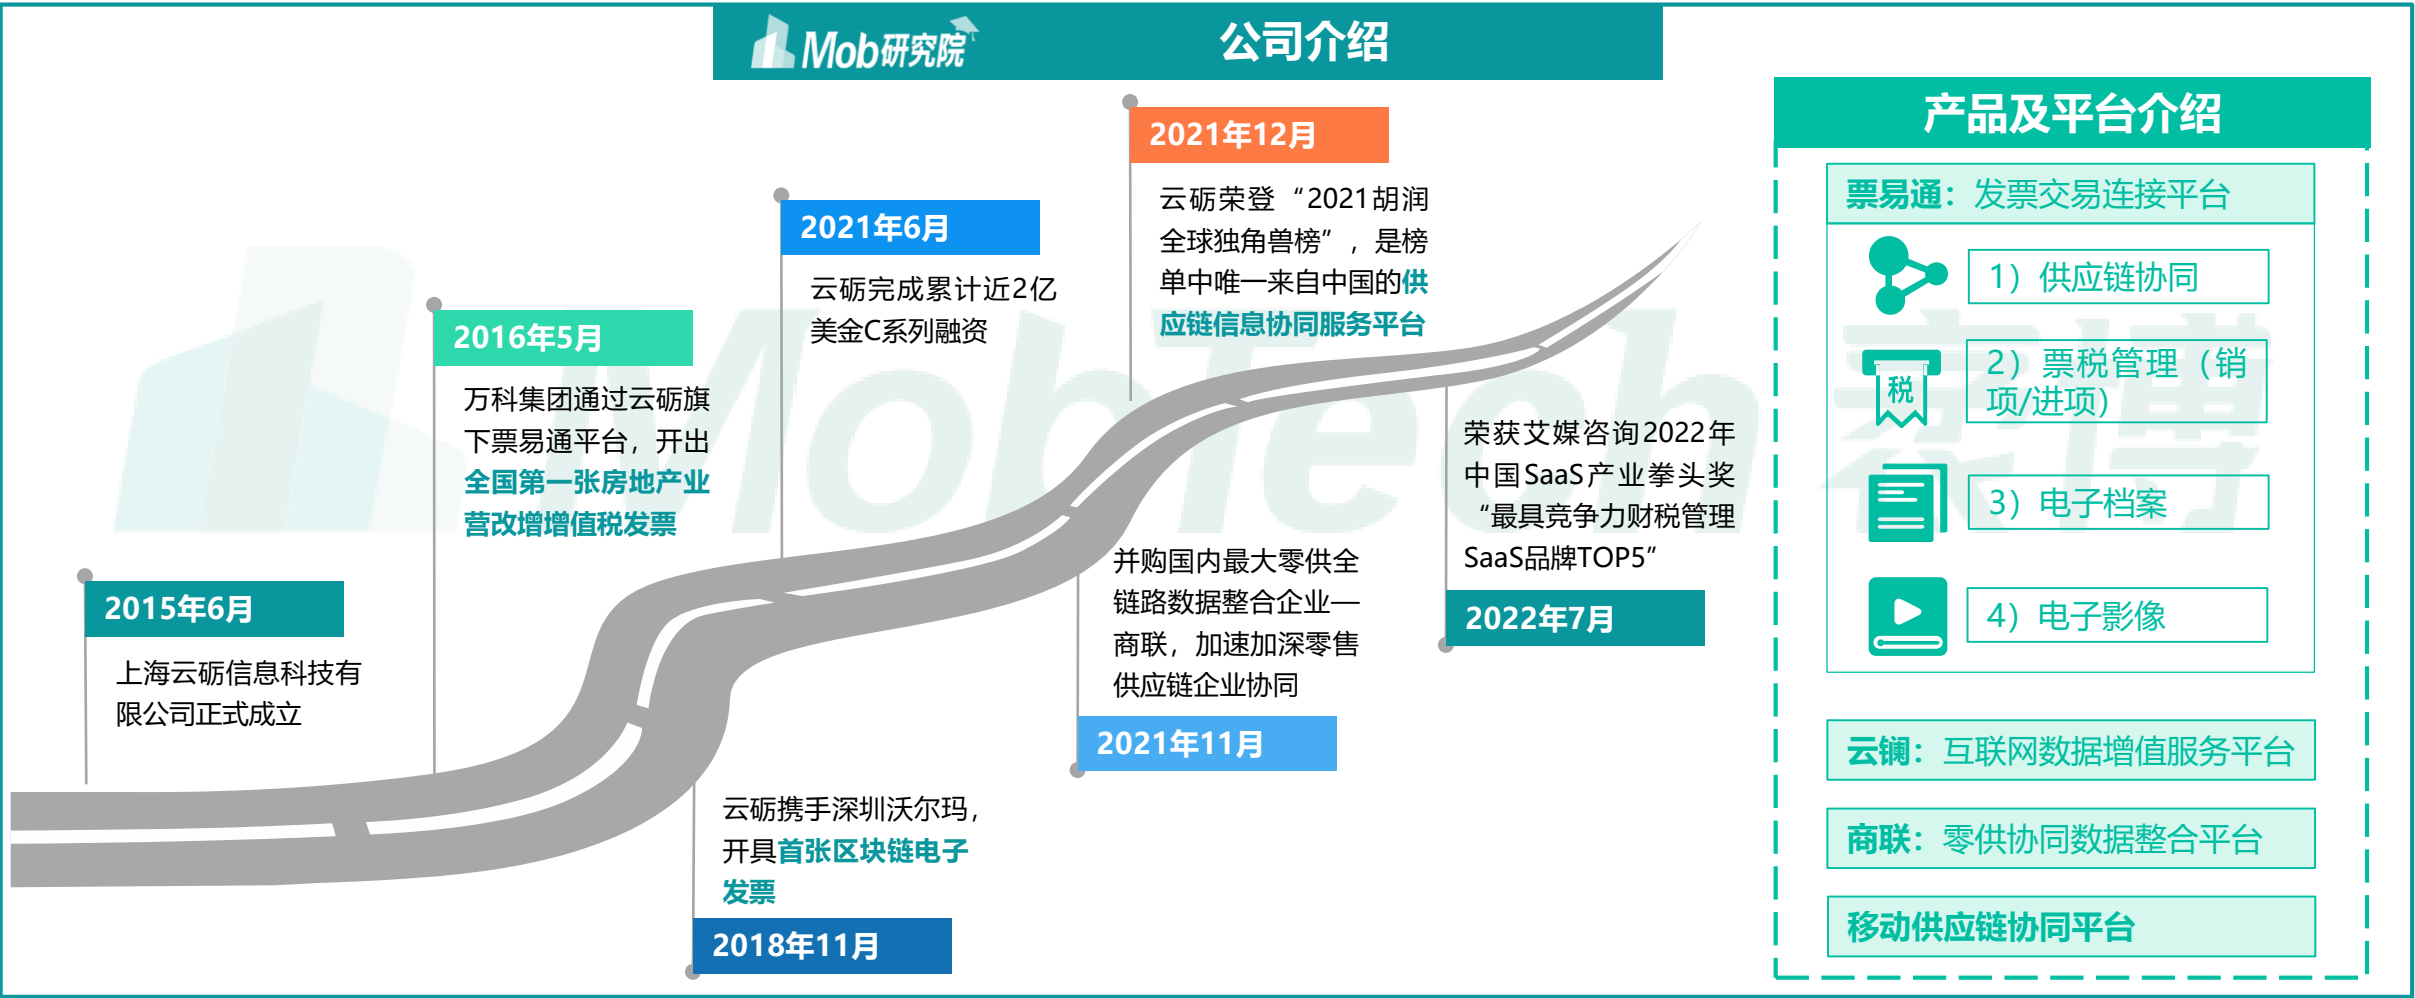 Mob研究院
公司介绍
2015年6月
上海云砺信息科技有
限公司正式成立
2016年5月
万科集团通过云砺旗
下票易通平台，开出
全国第一张房地产业
营改增增值税发票
2018年11月
云砺携手深圳沃尔玛，
开具首张区块链电子
发票
2021年6月
云砺完成累计近2亿
美金C系列融资
2021年11月
并购国内最大零供全
链路数据整合企业—
商联，加速加深零售
供应链企业协同
2021年12月
云砺荣登“2021胡润
全球独角兽榜”，是榜
单中唯一来自中国的供
应链信息协同服务平台
2022年7月
荣获艾媒咨询2022年
中国SaaS产业拳头奖
“最具竞争力财税管理
SaaS品牌TOP5”
产品及平台介绍
票易通：发票交易连接平台
1）供应链协同
税
2）票税管理（销
项/进项）
3）电子档案
4）电子影像
云镧：互联网数据增值服务平台
商联：零供协同数据整合平台
移动供应链协同平台
MobTech 袤博